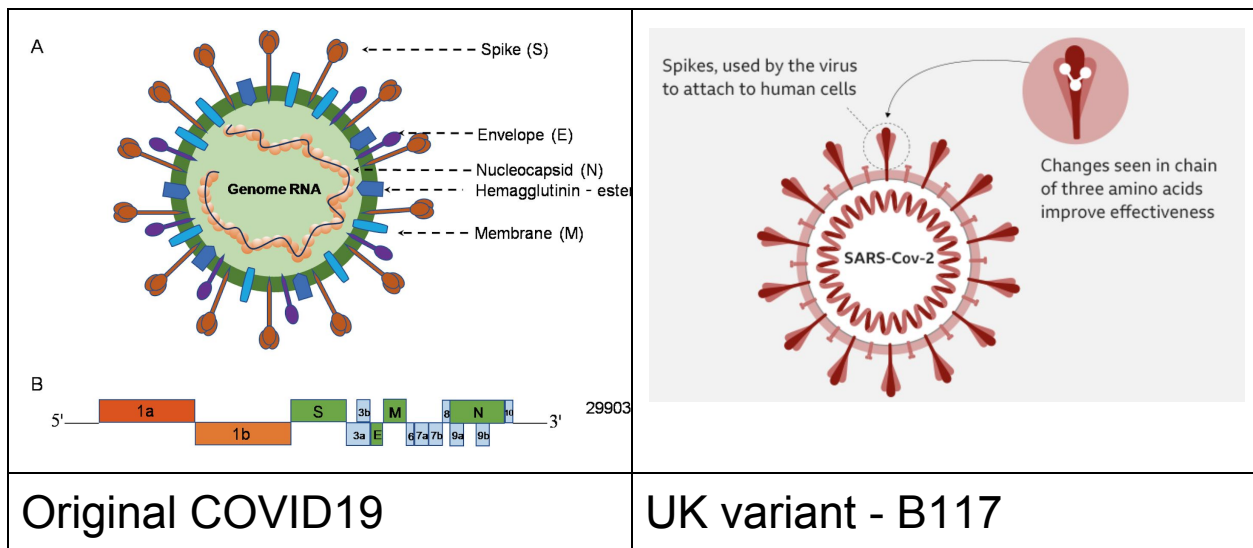 A
Spike (S)
Envelope (E)
Nucleocapsid (N)
Hemagglutinin - ester
Membrane (M)
Genome RNA
B
5'
1a
1b
S
3b
3a
E
M
6
7a
7b
8
N
9a
9b
10
3'
29903
Original COVID19
Spikes, used by the virus
to attach to human cells
Changes seen in chain
of three amino acids
improve effectiveness
SARS-Cov-2
UK variant - B117